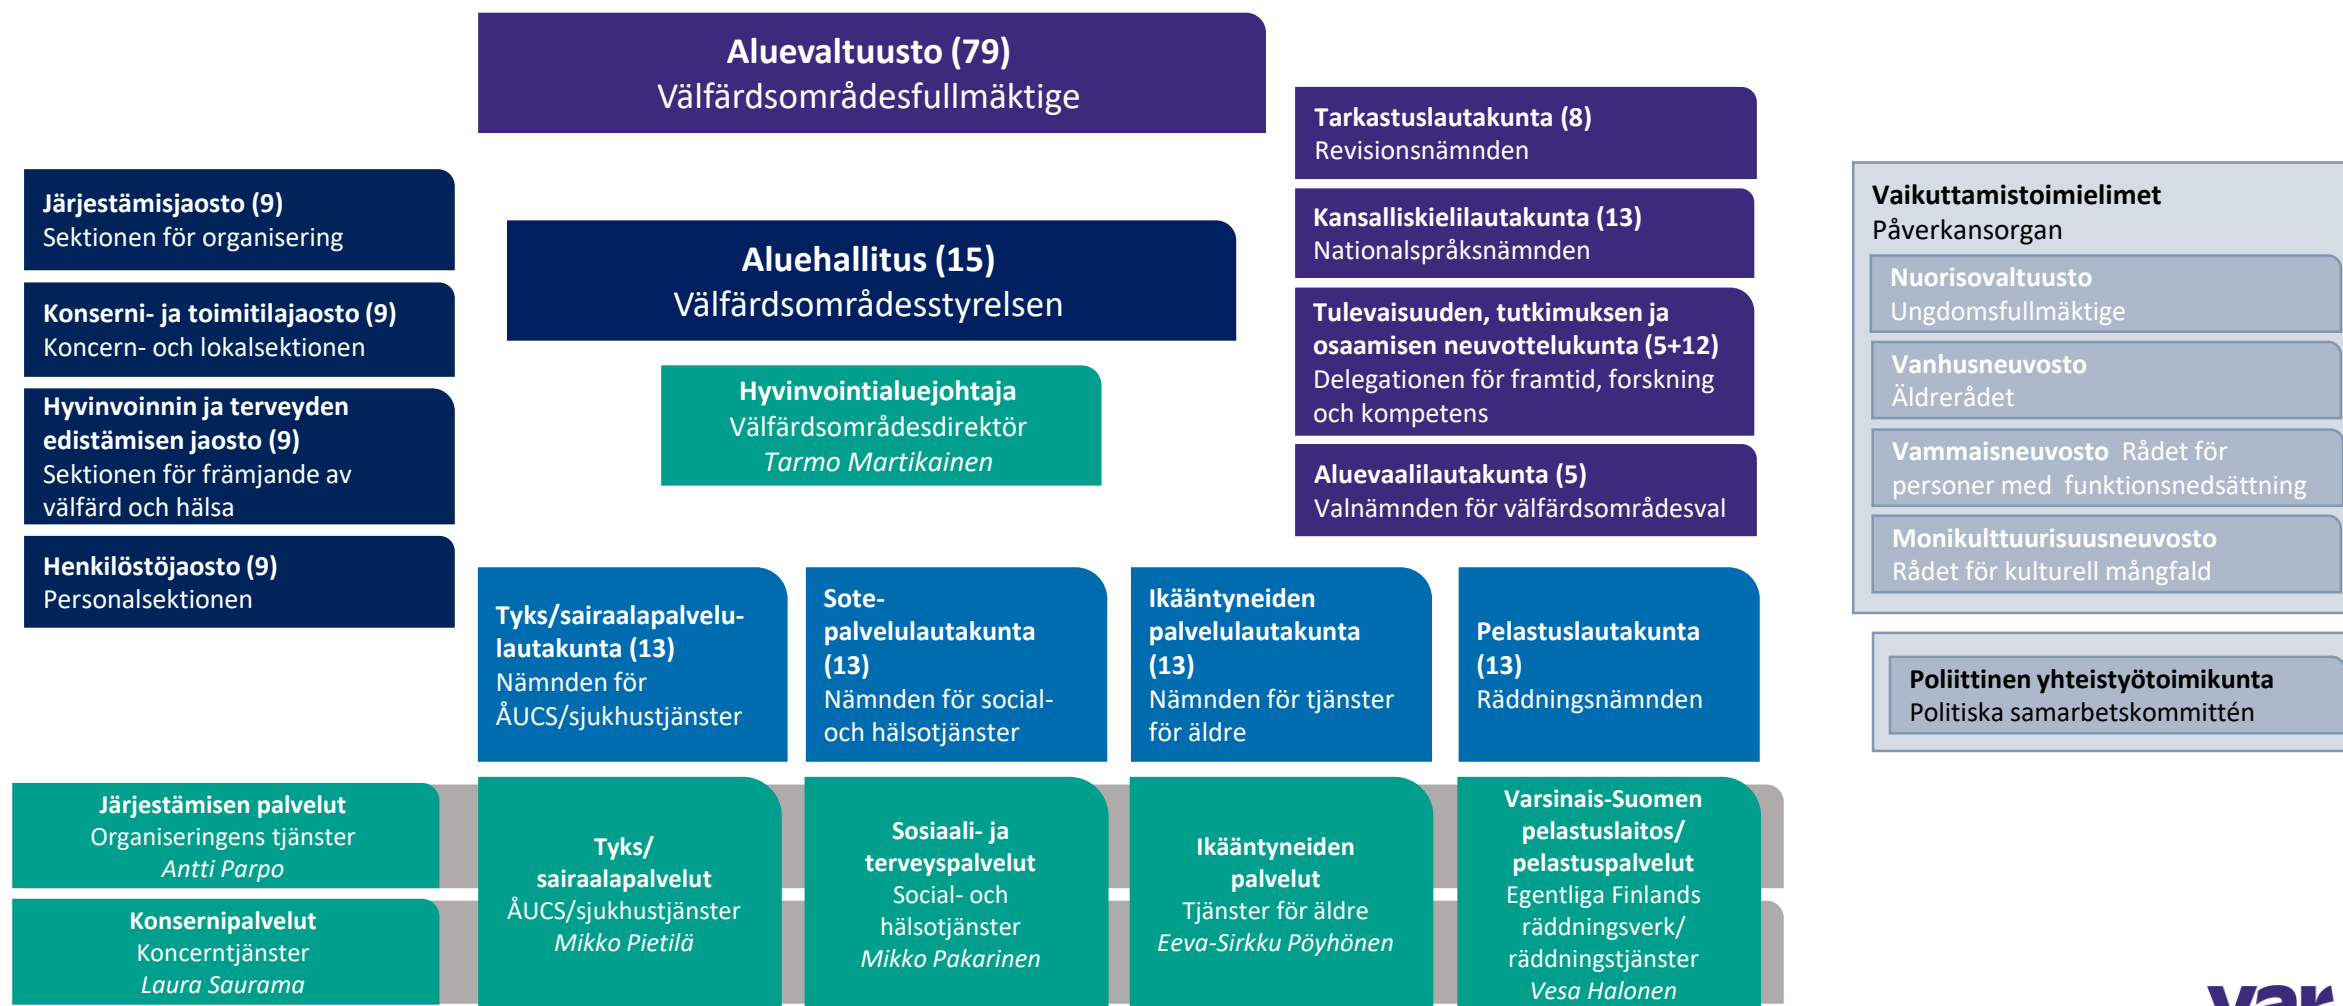 Aluevaltuusto (79)
Välfärdsområdesfullmäktige
Tarkastuslautakunta (8)
Revisionsnämnden
Kansalliskielilautakunta (13)
Nationalspråksnämnden
Tulevaisuuden, tutkimuksen ja
osaamisen neuvottelukunta (5+12)
Delegationen för framtid, forskning
och kompetens
Aluevaalilautakunta (5)
Valnämnden för välfärdsområdesval
Järjestämisjaosto (9)
Sektionen för organisering
Konserni- ja toimitilajaosto (9)
Koncern- och lokalsektionen
Hyvinvoinnin ja terveyden
edistämisen jaosto (9)
Sektionen för främjande av
välfärd och hälsa
Henkilöstöjaosto (9)
Personalsektionen
Aluehallitus (15)
Välfärdsområdesstyrelsen
Hyvinvointialuejohtaja
Välfärdsområdesdirektör
Tarmo Martikainen
Vaikuttamistoimielimet
Påverkansorgan
Nuorisovaltuusto
Ungdomsfullmäktige
Vanhusneuvosto
Äldrerådet
Vammaisneuvosto Rådet för
personer med funktionsnedsättning
Monikulttuurisuusneuvosto
Rådet för kulturell mångfald
Poliittinen yhteistyötoimikunta
Politiska samarbetskommittén
Tyks/sairaalapalvelu-
lautakunta (13)
Nämnden för
ÅUCS/sjukhustjänster
Sote-
palvelulautakunta
(13)
Nämnden för social-
och hälsotjänster
Ikääntyneiden
palvelulautakunta
(13)
Nämnden för tjänster
för äldre
Pelastuslautakunta
(13)
Räddningsnämnden
Järjestämisen palvelut
Organiseringens tjänster
Antti Parpo
Konsernipalvelut
Koncerntjänster
Laura Saurama
Tyks/
sairaalapalvelut
ÅUCS/sjukhustjänster
Mikko Pietilä
Sosiaali- ja
terveyspalvelut
Social- och
hälsotjänster
Mikko Pakarinen
Ikääntyneiden
palvelut
Tjänster för äldre
Eeva-Sirkku Pöyhönen
Varsinais-Suomen
pelastuslaitos/
pelastuspalvelut
Egentliga Finlands
räddningsverk/
räddningstjänster
Vesa Halonen
var